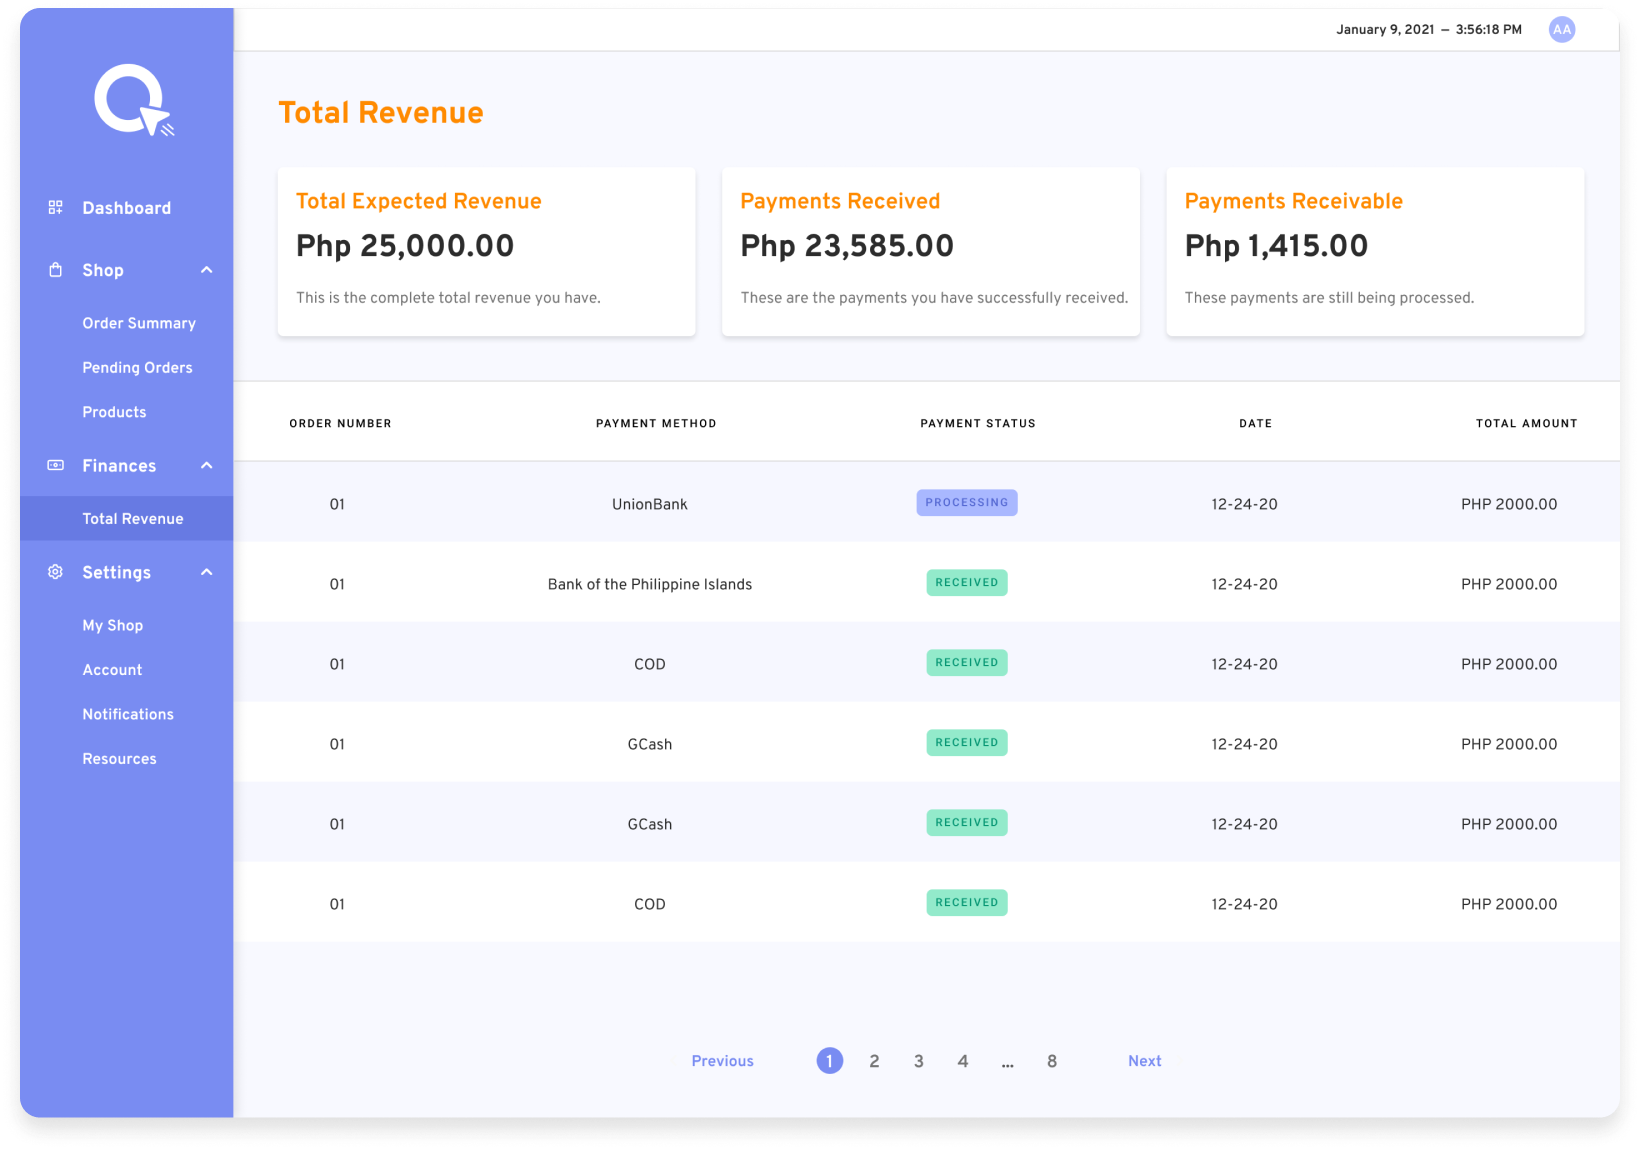 January 9, 2021 – 3:56:18 PM
AA
Dashboard
Shop
Order Summary
Pending Orders
Products
Finances
Total Revenue
Settings
My Shop
Account
Notifications
Resources
Total Revenue
Total Expected Revenue
Php 25,000.00
This is the complete total revenue you have.
Payments Received
Php 23,585.00
These are the payments you have successfully received.
Payments Receivable
Php 1,415.00
These payments are still being processed.
ORDER NUMBER PAYMENT METHOD PAYMENT STATUS DATE TOTAL AMOUNT
01 UnionBank PROCESSING 12-24-20 PHP 2000.00
01 Bank of the Philippine Islands RECEIVED 12-24-20 PHP 2000.00
01 COD RECEIVED 12-24-20 PHP 2000.00
01 GCash RECEIVED 12-24-20 PHP 2000.00
01 GCash RECEIVED 12-24-20 PHP 2000.00
01 COD RECEIVED 12-24-20 PHP 2000.00
Previous 1 2 3 4 ... 8 Next